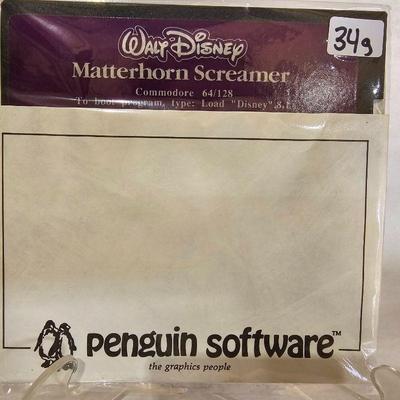 WALT DISNEY
34g
Matterhorn Screamer
Commodore 64/128
To boot program, type: Load "Disney",8,1
penguin software™
the graphics people